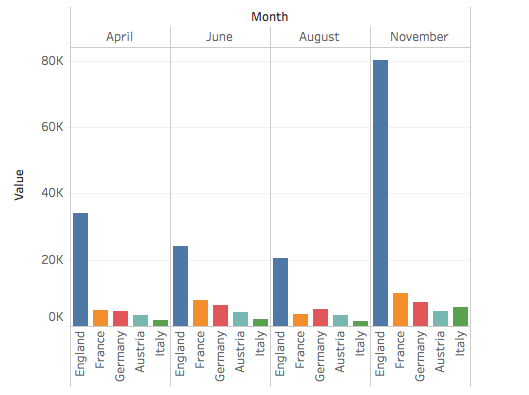 Month
April June August November
80K
60K
Value
40K
20K
0K
England France Germany Austria Italy England France Germany Austria Italy England France Germany Austria Italy England France Germany Austria Italy